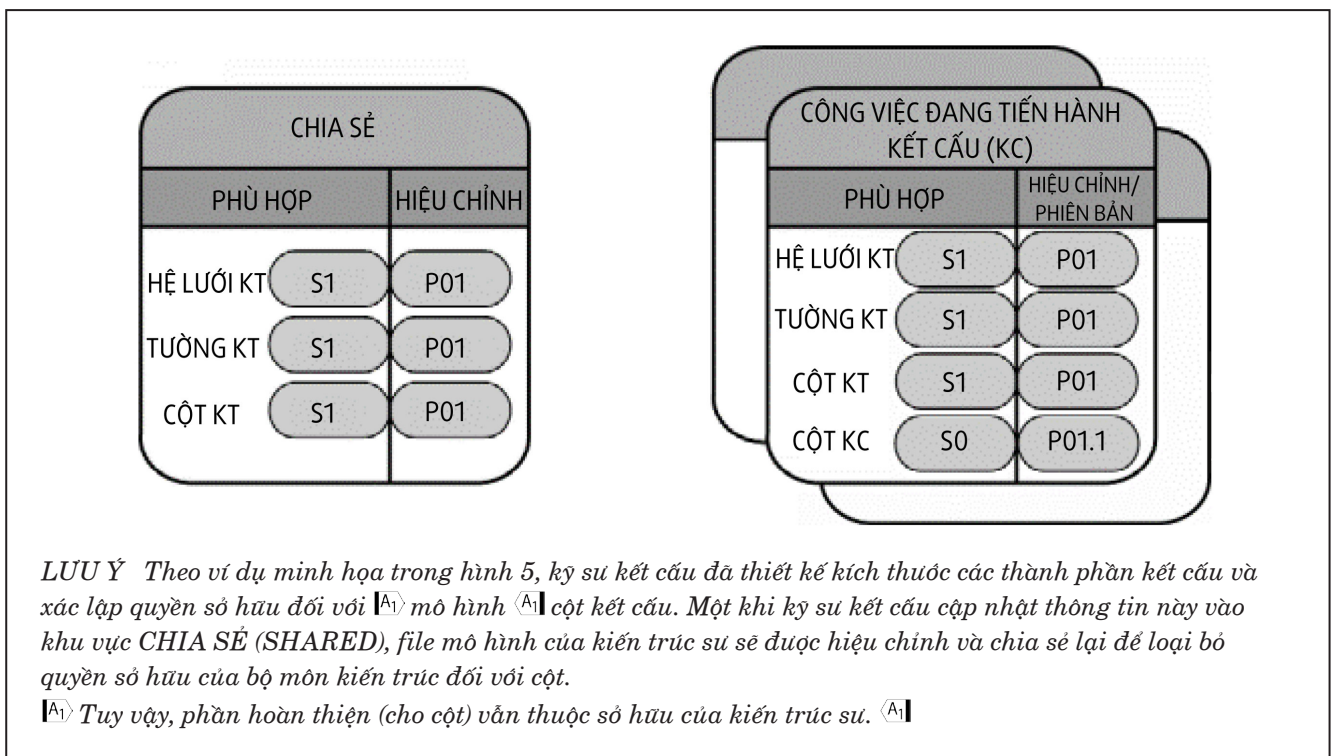 CHIA SẺ
PHÙ HỢP HIỆU CHỈNH
HỆ LƯỚI KT S1 P01
TƯỜNG KT S1 P01
CỘT KT S1 P01
CÔNG VIỆC ĐANG TIẾN HÀNH
KẾT CẤU (KC)
PHÙ HỢP HIỆU CHỈNH/
PHIÊN BẢN
HỆ LƯỚI KT S1 P01
TƯỜNG KT S1 P01
CỘT KT S1 P01
CỘT KC S0 P01.1
LƯU Ý Theo ví dụ minh họa trong hình 5, kỹ sư kết cấu đã thiết kế kích thước các thành phần kết cấu và
xác lập quyền sở hữu đối với A1 mô hình A1 cột kết cấu. Một khi kỹ sư kết cấu cập nhật thông tin này vào
khu vực CHIA SẺ (SHARED), file mô hình của kiến trúc sư sẽ được hiệu chỉnh và chia sẻ lại để loại bỏ
quyền sở hữu của bộ môn kiến trúc đối với cột.
A1 Tuy vậy, phần hoàn thiện (cho cột) vẫn thuộc sở hữu của kiến trúc sư. A1